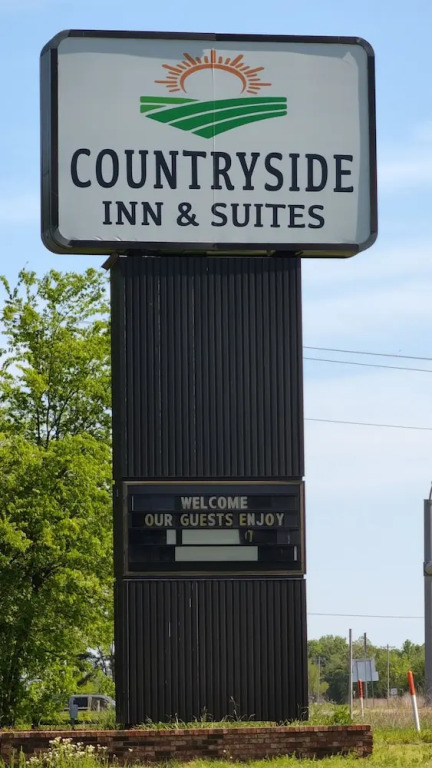 COUNTRYSIDE
INN & SUITES
WELCOME
OUR GUESTS ENJOY